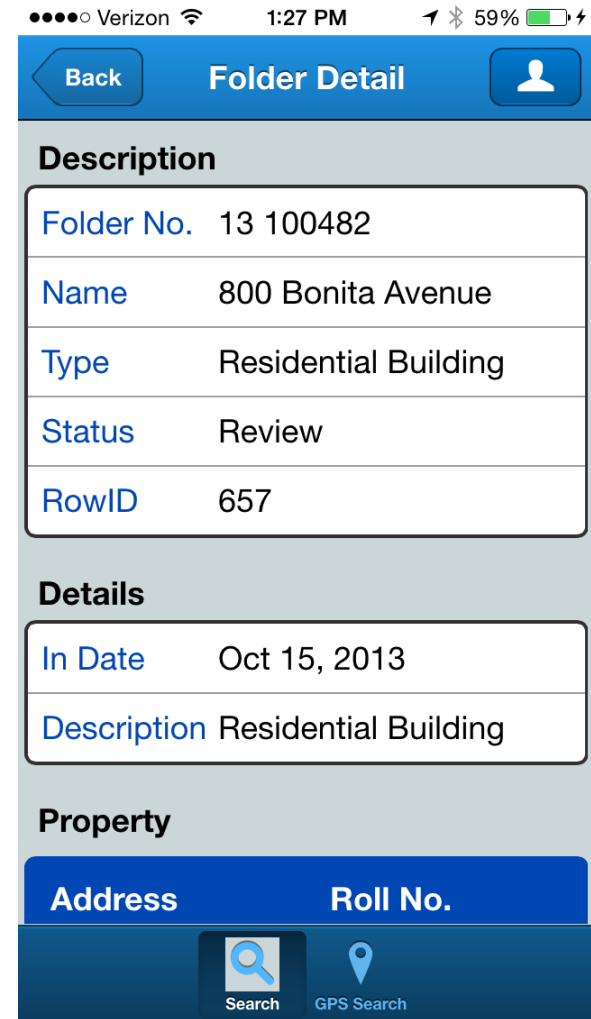 Verizon 1:27 PM 59%
Back Folder Detail
Description
Folder No. 13 100482
Name 800 Bonita Avenue
Type Residential Building
Status Review
RowID 657
Details
In Date Oct 15, 2013
Description Residential Building
Property
Address Roll No.
Search GPS Search